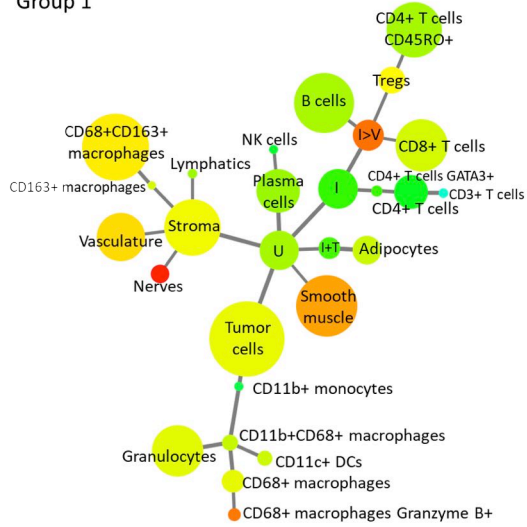 Group 1
CD4+ T cells
CD45RO+
Tregs
B cells
I>V
CD8+ T cells
NK cells
CD68+CD163+
macrophages
Lymphatics
CD163+ macrophages
Plasma
cells
I
CD4+ T cells GATA3+
CD3+ T cells
CD4+ T cells
Stroma
Vasculature
U
I+T
Adipocytes
Nerves
Smooth
muscle
Tumor
cells
CD11b+ monocytes
CD11b+CD68+ macrophages
Granulocytes
CD11c+ DCs
CD68+ macrophages
CD68+ macrophages Granzyme B+